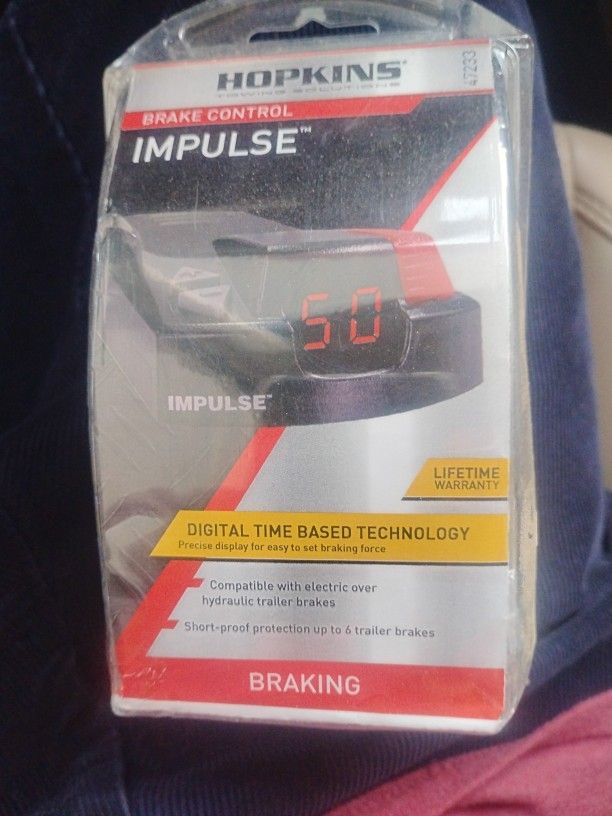 HOPKINS
TOWING SOLUTIONS
47233
BRAKE CONTROL
IMPULSE™
50
IMPULSE™
LIFETIME
WARRANTY
DIGITAL TIME BASED TECHNOLOGY
Precise display for easy to set braking force
Compatible with electric over
hydraulic trailer brakes
Short-proof protection up to 6 trailer brakes
BRAKING